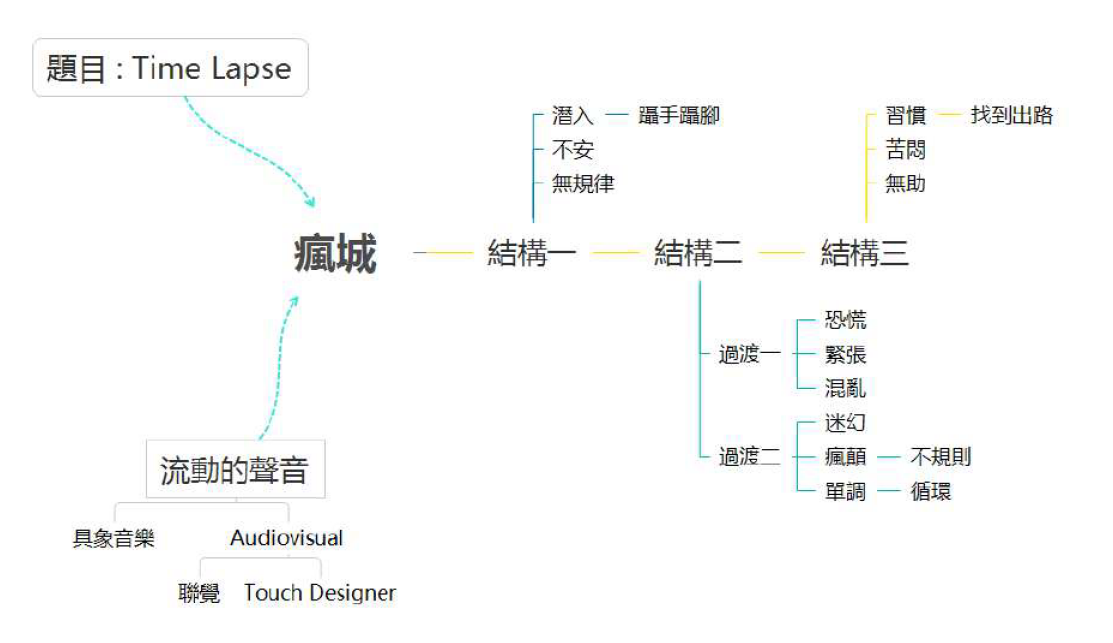 題目 : Time Lapse
潛入
躡手躡腳
不安
無規律
習慣
找到出路
苦悶
無助
瘋城
結構一
結構二
結構三
過渡一
恐慌
緊張
混亂
過渡二
迷幻
瘋顛
不規則
單調
循環
流動的聲音
具象音樂
Audiovisual
聯覺
Touch Designer